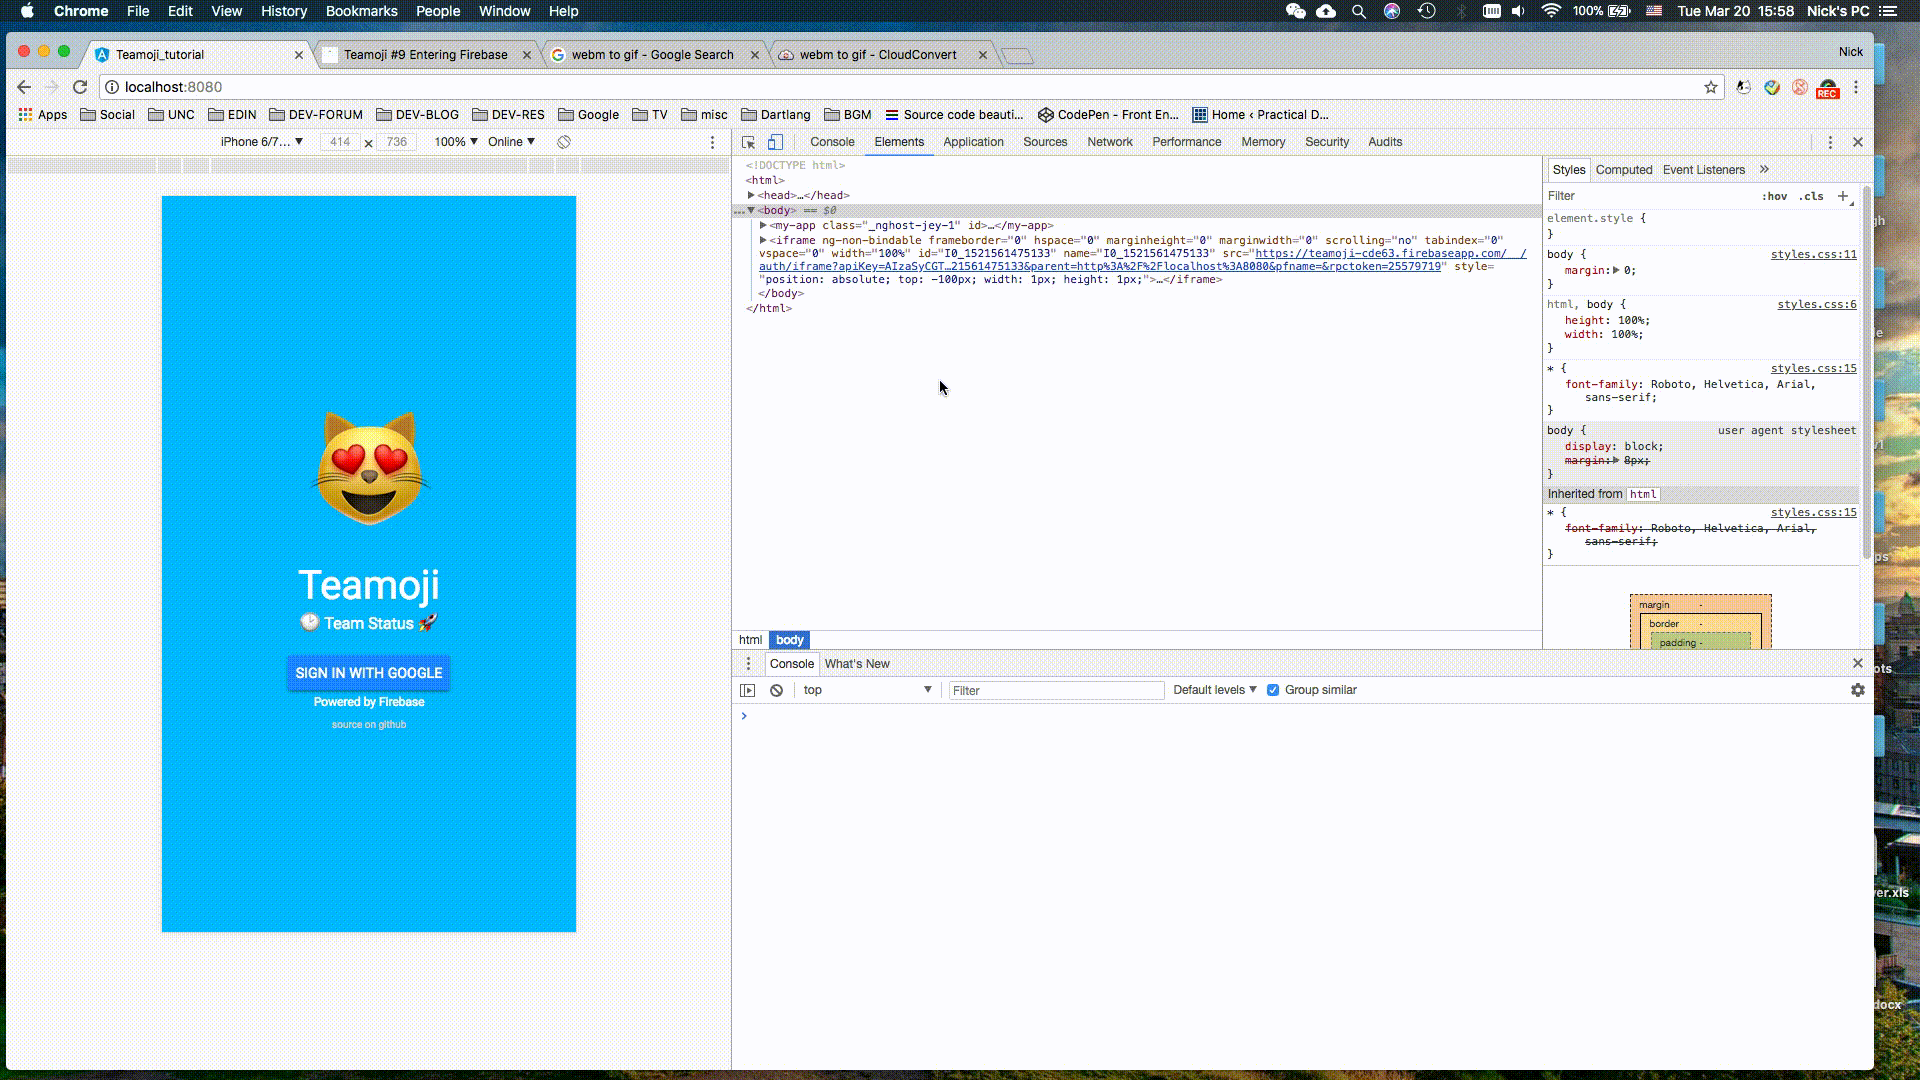 Chrome File Edit View History Bookmarks People Window Help 100% Tue Mar 20 15:58 Nick's PC
Teamoji_tutorial Teamoji #9 Entering Firebase webm to gif - Google Search webm to gif - CloudConvert Nick
localhost:8080 REC
Apps Social UNC EDIN DEV-FORUM DEV-BLOG DEV-RES Google TV misc Dartlang BGM Source code beauti... CodePen - Front En... Home ‹ Practical D...
iPhone 6/7... 414 × 736 100% Online
Console Elements Application Sources Network Performance Memory Security Audits
<!DOCTYPE html>
<html>
<head>…</head>
<body> == $0
<my-app class="_nghost-jey-1" id>…</my-app>
<iframe ng-non-bindable frameborder="0" hspace="0" marginheight="0" marginwidth="0" scrolling="no" tabindex="0"
vspace="0" width="100%" id="I0_1521561475133" name="I0_1521561475133" src="https://teamoji-cde63.firebaseapp.com/__/
auth/iframe?apiKey=AIzaSyCGT…21561475133&parent=http%3A%2F%2Flocalhost%3A8080&pfname=&rpctoken=25579719" style=
"position: absolute; top: -100px; width: 1px; height: 1px;">…</iframe>
</body>
</html>
html body
Styles Computed Event Listeners »
Filter :hov .cls +
element.style {
}
body { styles.css:11
margin: 0;
}
html, body { styles.css:6
height: 100%;
width: 100%;
}
* { styles.css:15
font-family: Roboto, Helvetica, Arial,
sans-serif;
}
body { user agent stylesheet
display: block;
margin: 8px;
}
Inherited from html
* { styles.css:15
font-family: Roboto, Helvetica, Arial,
sans-serif;
}
margin -
border -
padding -
Teamoji
Team Status
SIGN IN WITH GOOGLE
Powered by Firebase
source on github
Console What's New
top Filter Default levels Group similar
>
ver.xls
docx